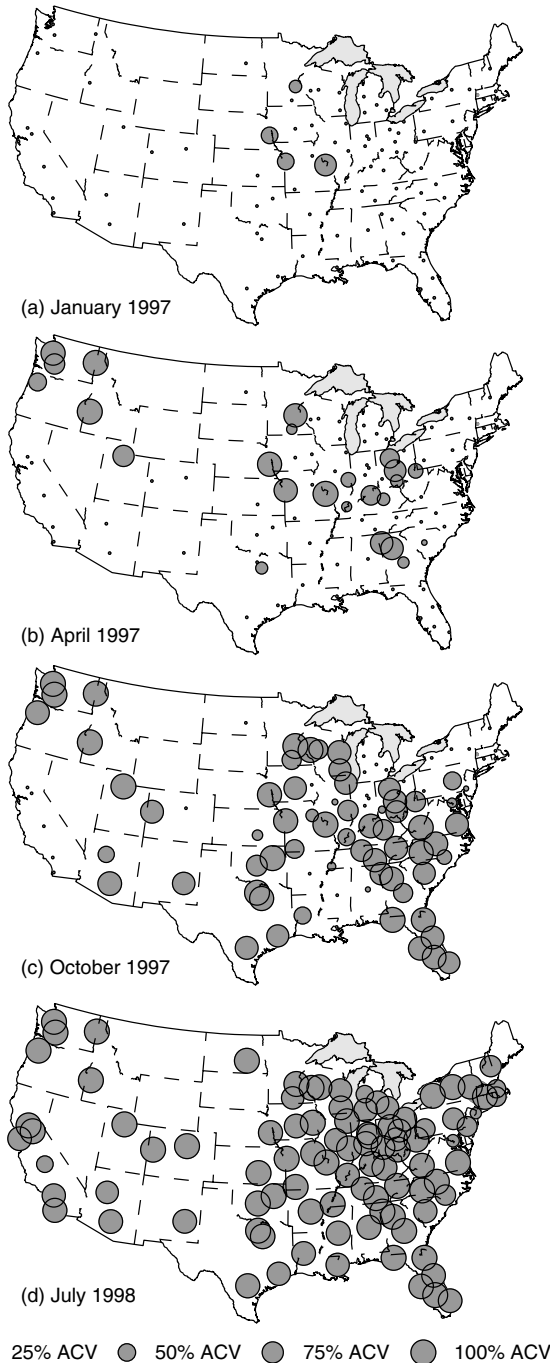 (a) January 1997
(b) April 1997
(c) October 1997
(d) July 1998
25% ACV 50% ACV 75% ACV 100% ACV